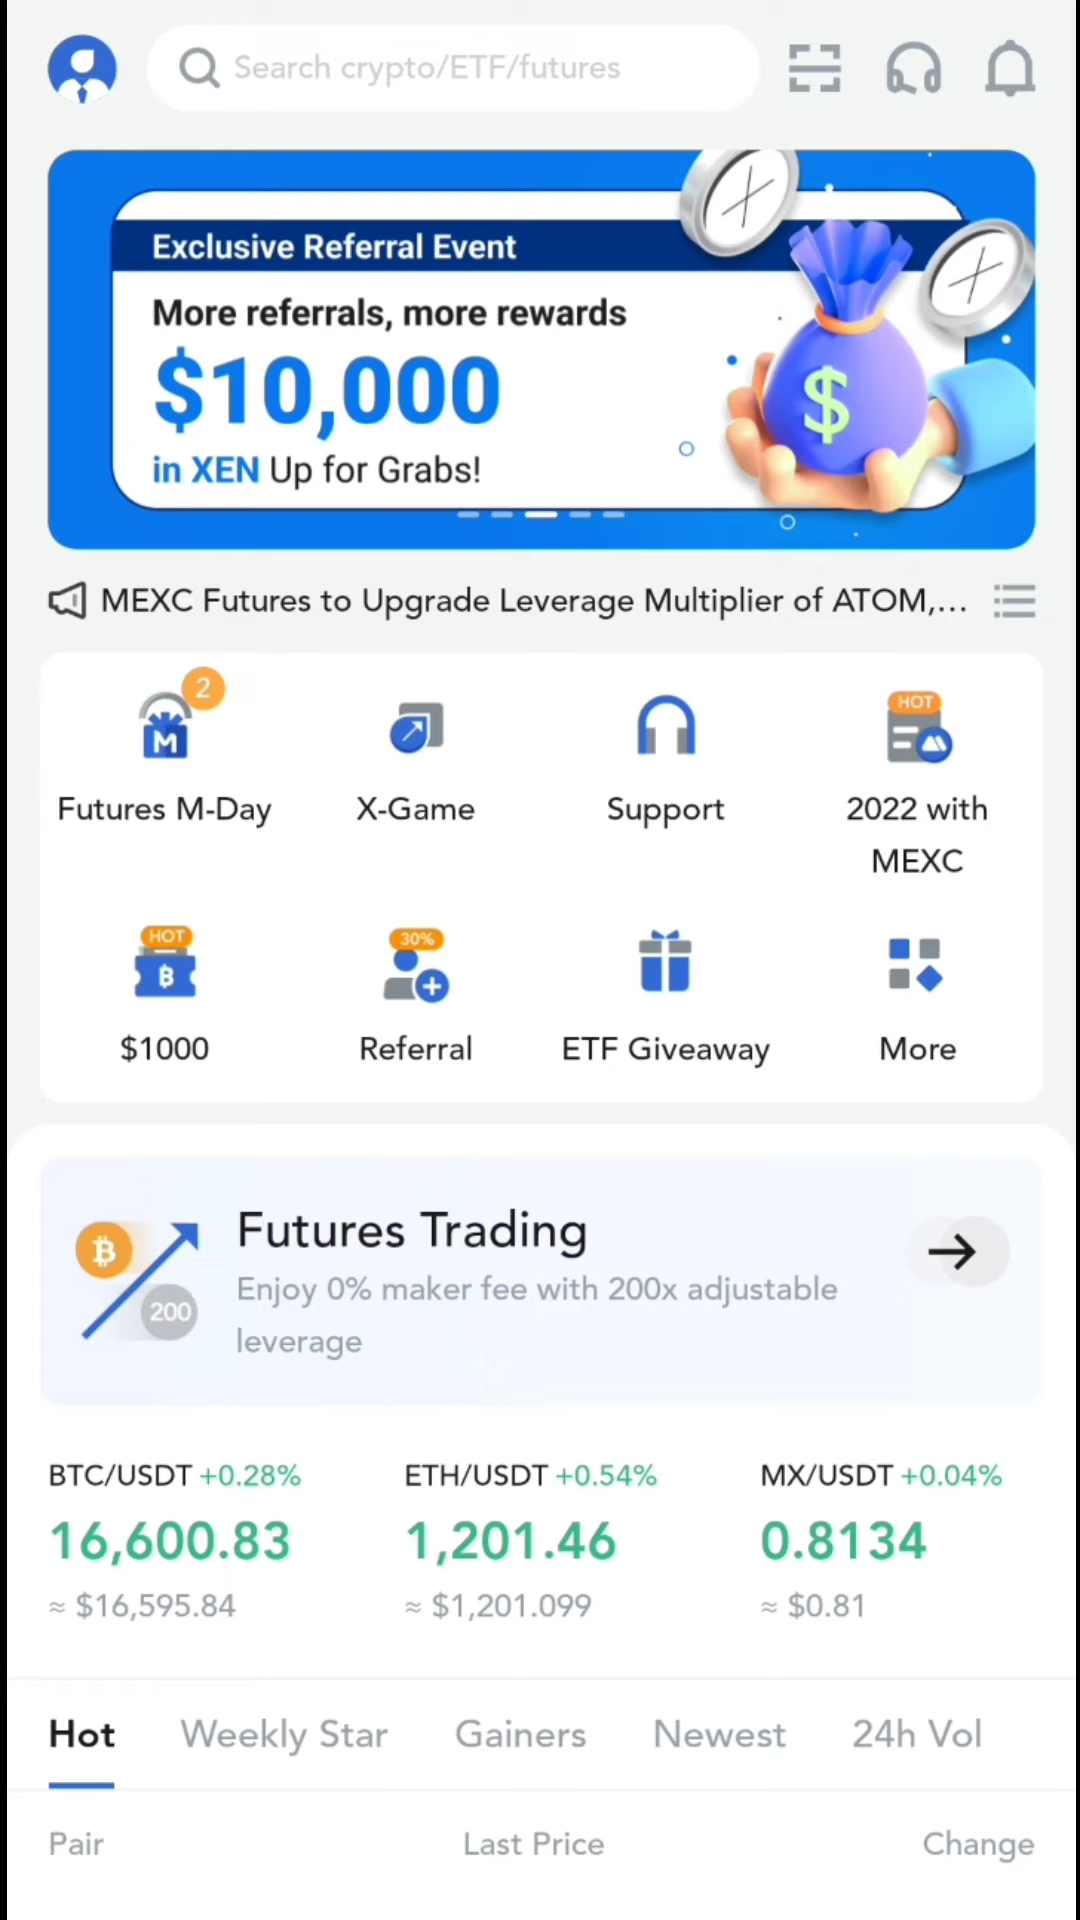 Search crypto/ETF/futures
Exclusive Referral Event
More referrals, more rewards
$10,000
in XEN Up for Grabs!
$
MEXC Futures to Upgrade Leverage Multiplier of ATOM,...
2
M
HOT
Futures M-Day
X-Game
Support
2022 with
MEXC
HOT
30%
$1000
Referral
ETF Giveaway
More
Futures Trading
200
Enjoy 0% maker fee with 200x adjustable
leverage
BTC/USDT +0.28%
ETH/USDT +0.54%
MX/USDT +0.04%
16,600.83
1,201.46
0.8134
≈ $16,595.84
≈ $1,201.099
≈ $0.81
Hot
Weekly Star
Gainers
Newest
24h Vol
Pair
Last Price
Change